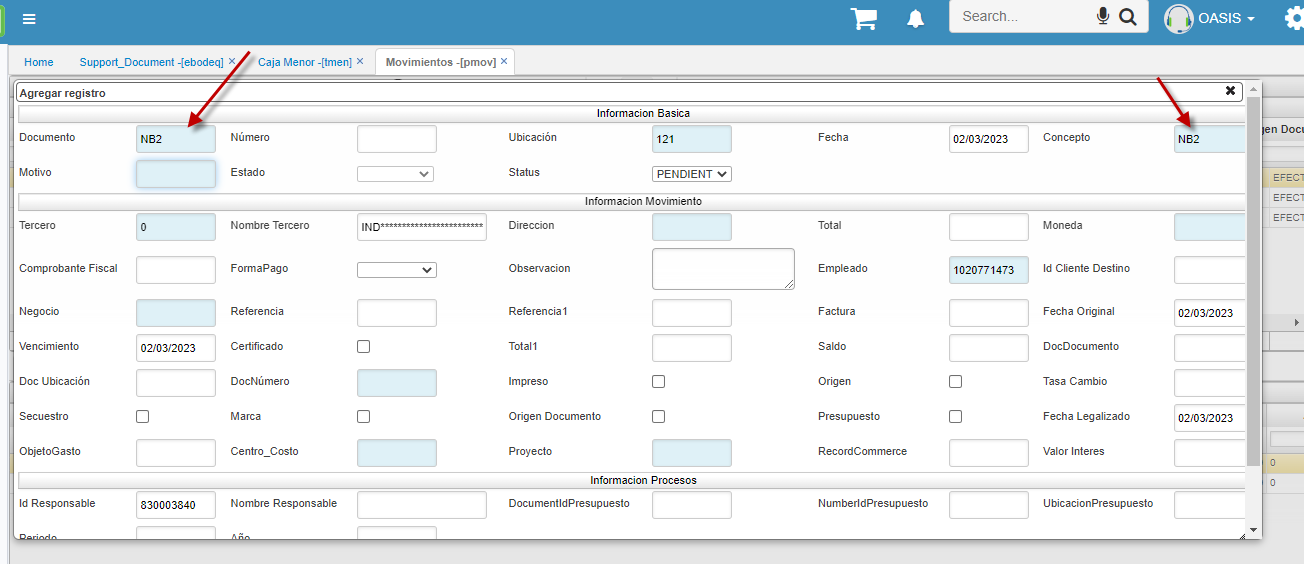 Search...
OASIS
Home
Support_Document -[ebodeq] ×
Caja Menor -[tmen] ×
Movimientos -[pmov] ×
Agregar registro
Informacion Basica
Documento NB2 Número Ubicación 121 Fecha 02/03/2023 Concepto NB2
Motivo Estado Status PENDIENT
Informacion Movimiento
Tercero 0 Nombre Tercero IND************************ Direccion Total Moneda
Comprobante Fiscal FormaPago Observacion Empleado 1020771473 Id Cliente Destino
Negocio Referencia Referencia1 Factura Fecha Original 02/03/2023
Vencimiento 02/03/2023 Certificado Total1 Saldo DocDocumento
Doc Ubicación DocNúmero Impreso Origen Tasa Cambio
Secuestro Marca Origen Documento Presupuesto Fecha Legalizado 02/03/2023
ObjetoGasto Centro_Costo Proyecto RecordCommerce Valor Interes
Informacion Procesos
Id Responsable 830003840 Nombre Responsable DocumentIdPresupuesto NumberIdPresupuesto UbicacionPresupuesto
Periodo Año
gen Docu
EFECT
EFECT
EFECT
0
0